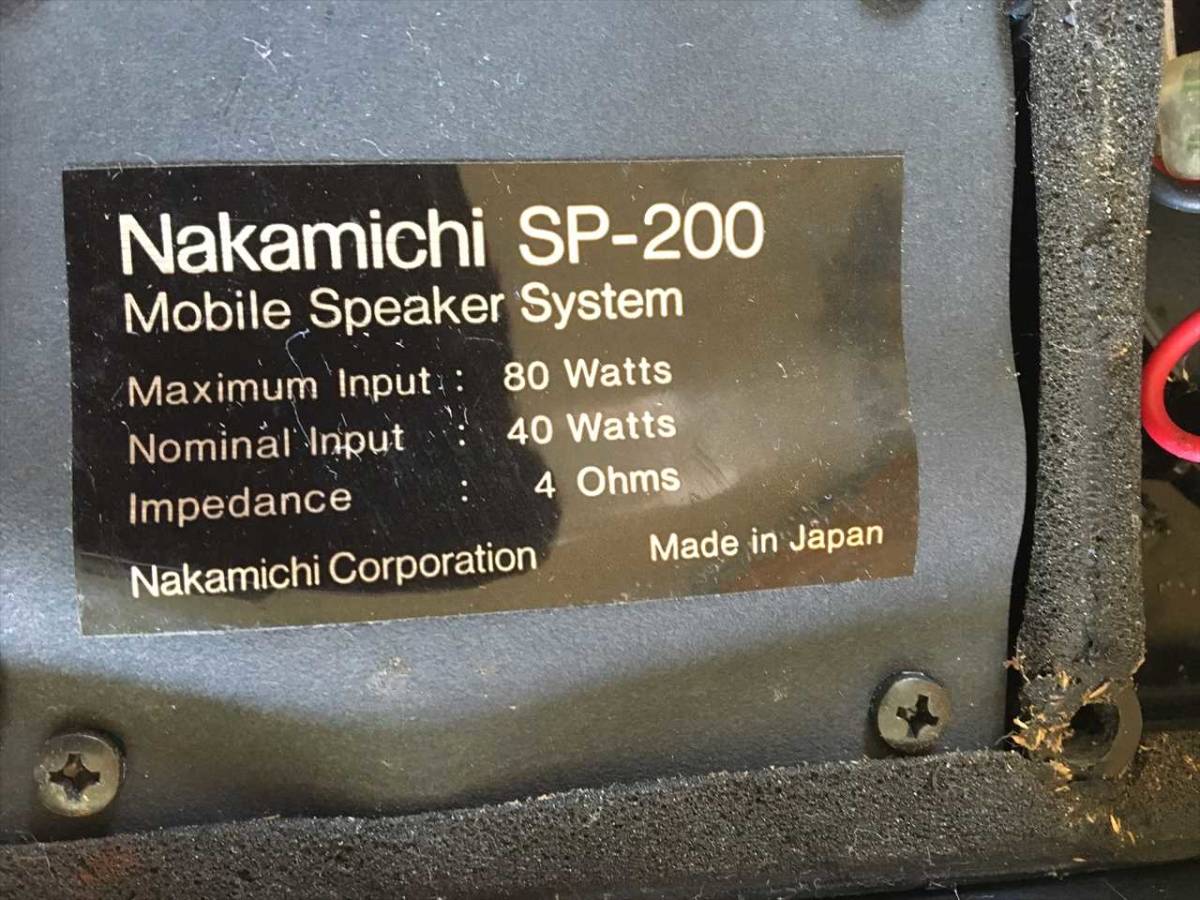 Nakamichi SP-200
Mobile Speaker System
Maximum Input : 80 Watts
Nominal Input : 40 Watts
Impedance : 4 Ohms
Nakamichi Corporation Made in Japan